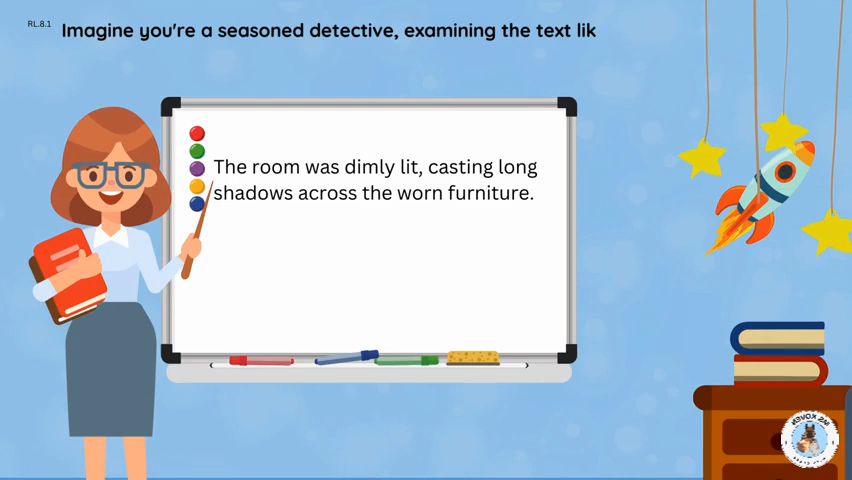 RL.8.1
Imagine you're a seasoned detective, examining the text lik
The room was dimly lit, casting long
shadows across the worn furniture.